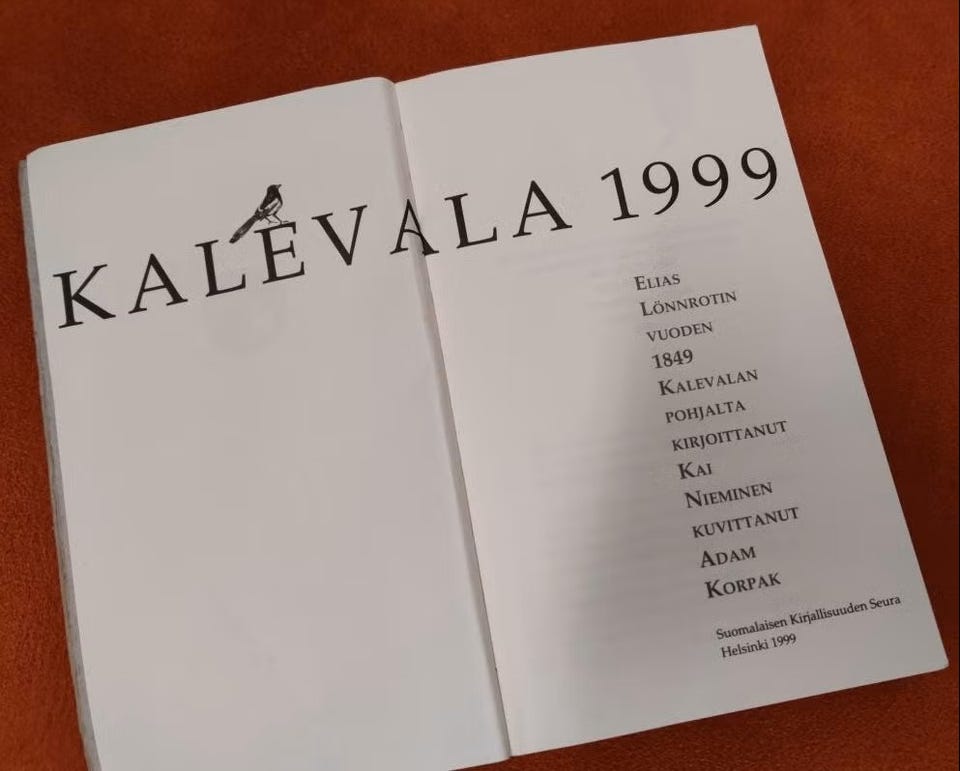 KALEVALA 1999
ELIAS
LÖNNROTIN
VUODEN
1849
KALEVALAN
POHJALTA
KIRJOITTANUT
KAI
NIEMINEN
KUVITTANUT
ADAM
KORPAK
Suomalaisen Kirjallisuuden Seura
Helsinki 1999